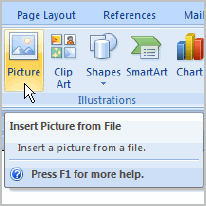 Page Layout References Mai
Picture Clip Art Shapes SmartArt Chart
Illustrations
Insert Picture from File
Insert a picture from a file.
Press F1 for more help.